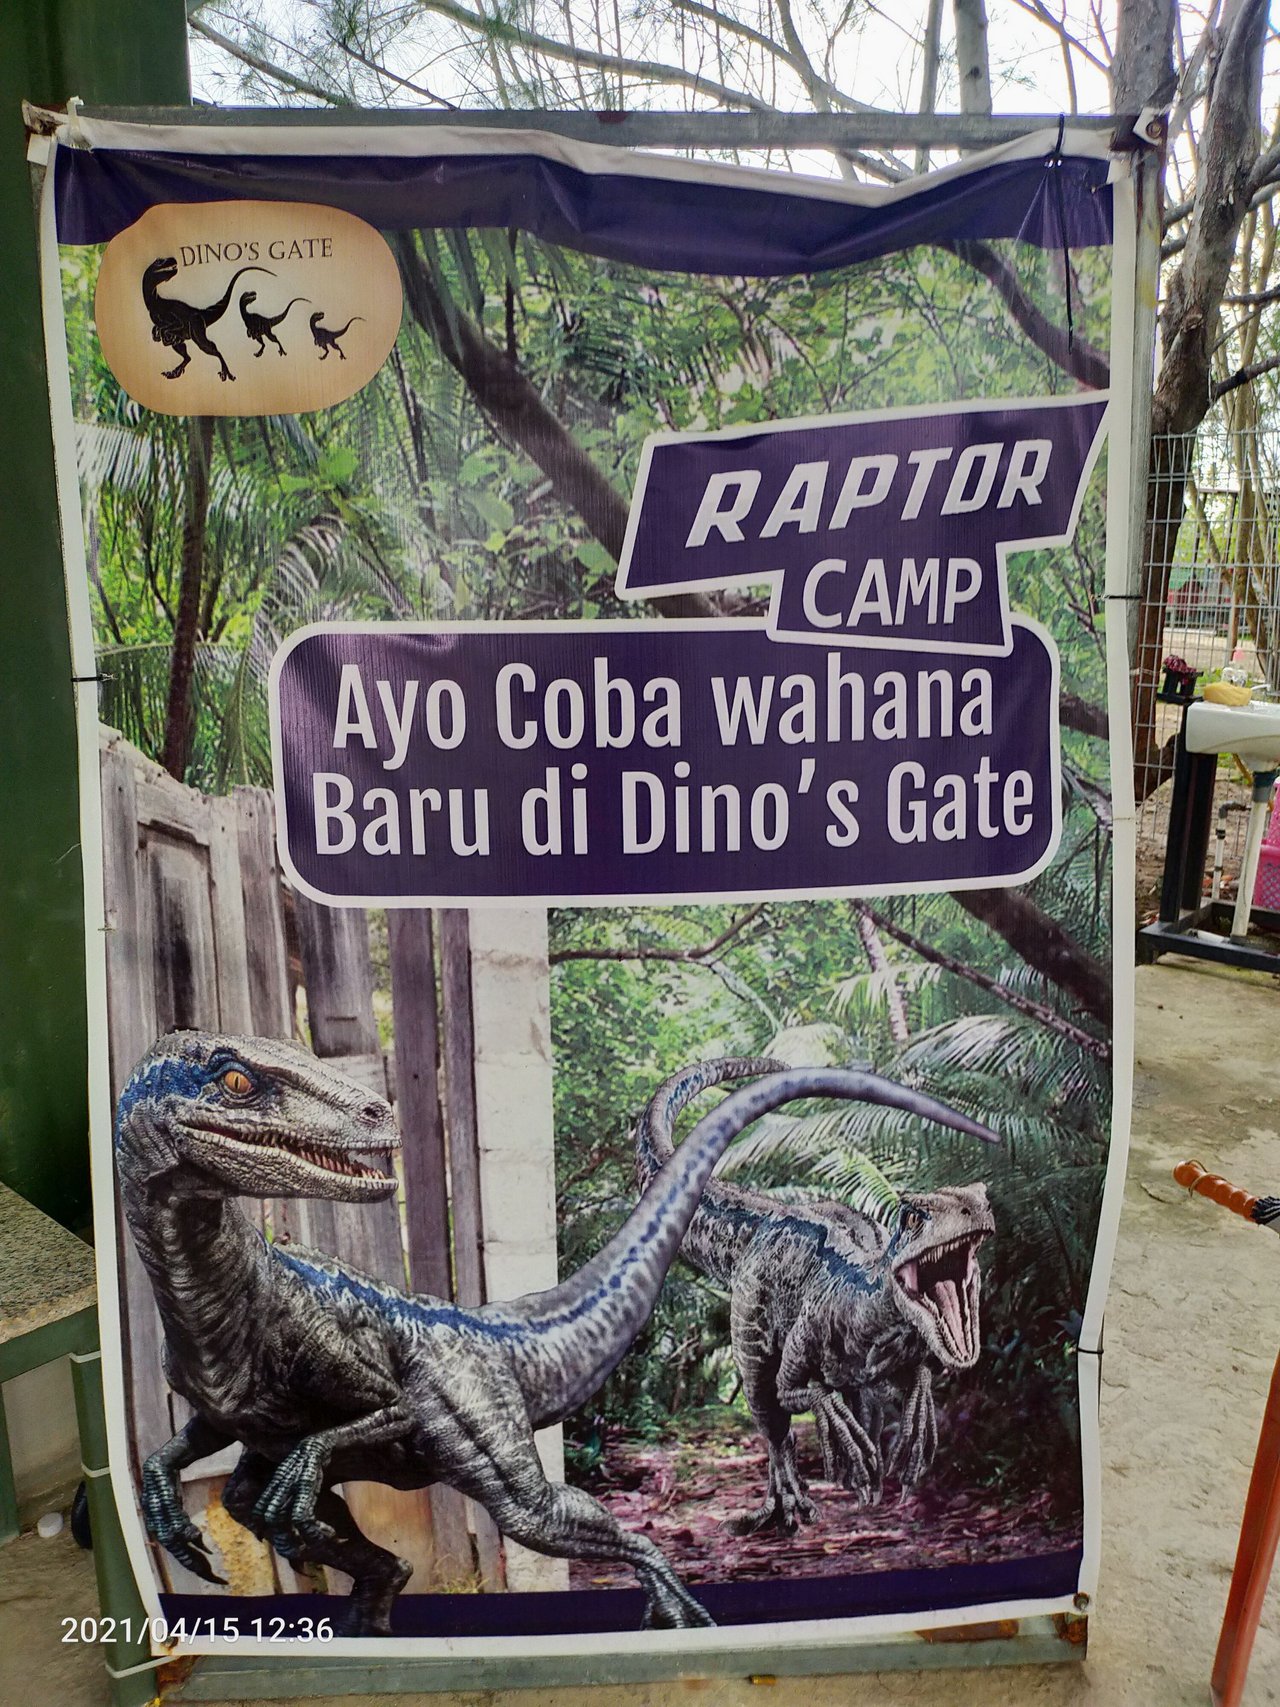 DINO'S GATE
RAPTOR
CAMP
Ayo Coba wahana
Baru di Dino's Gate
2021/04/15 12:36